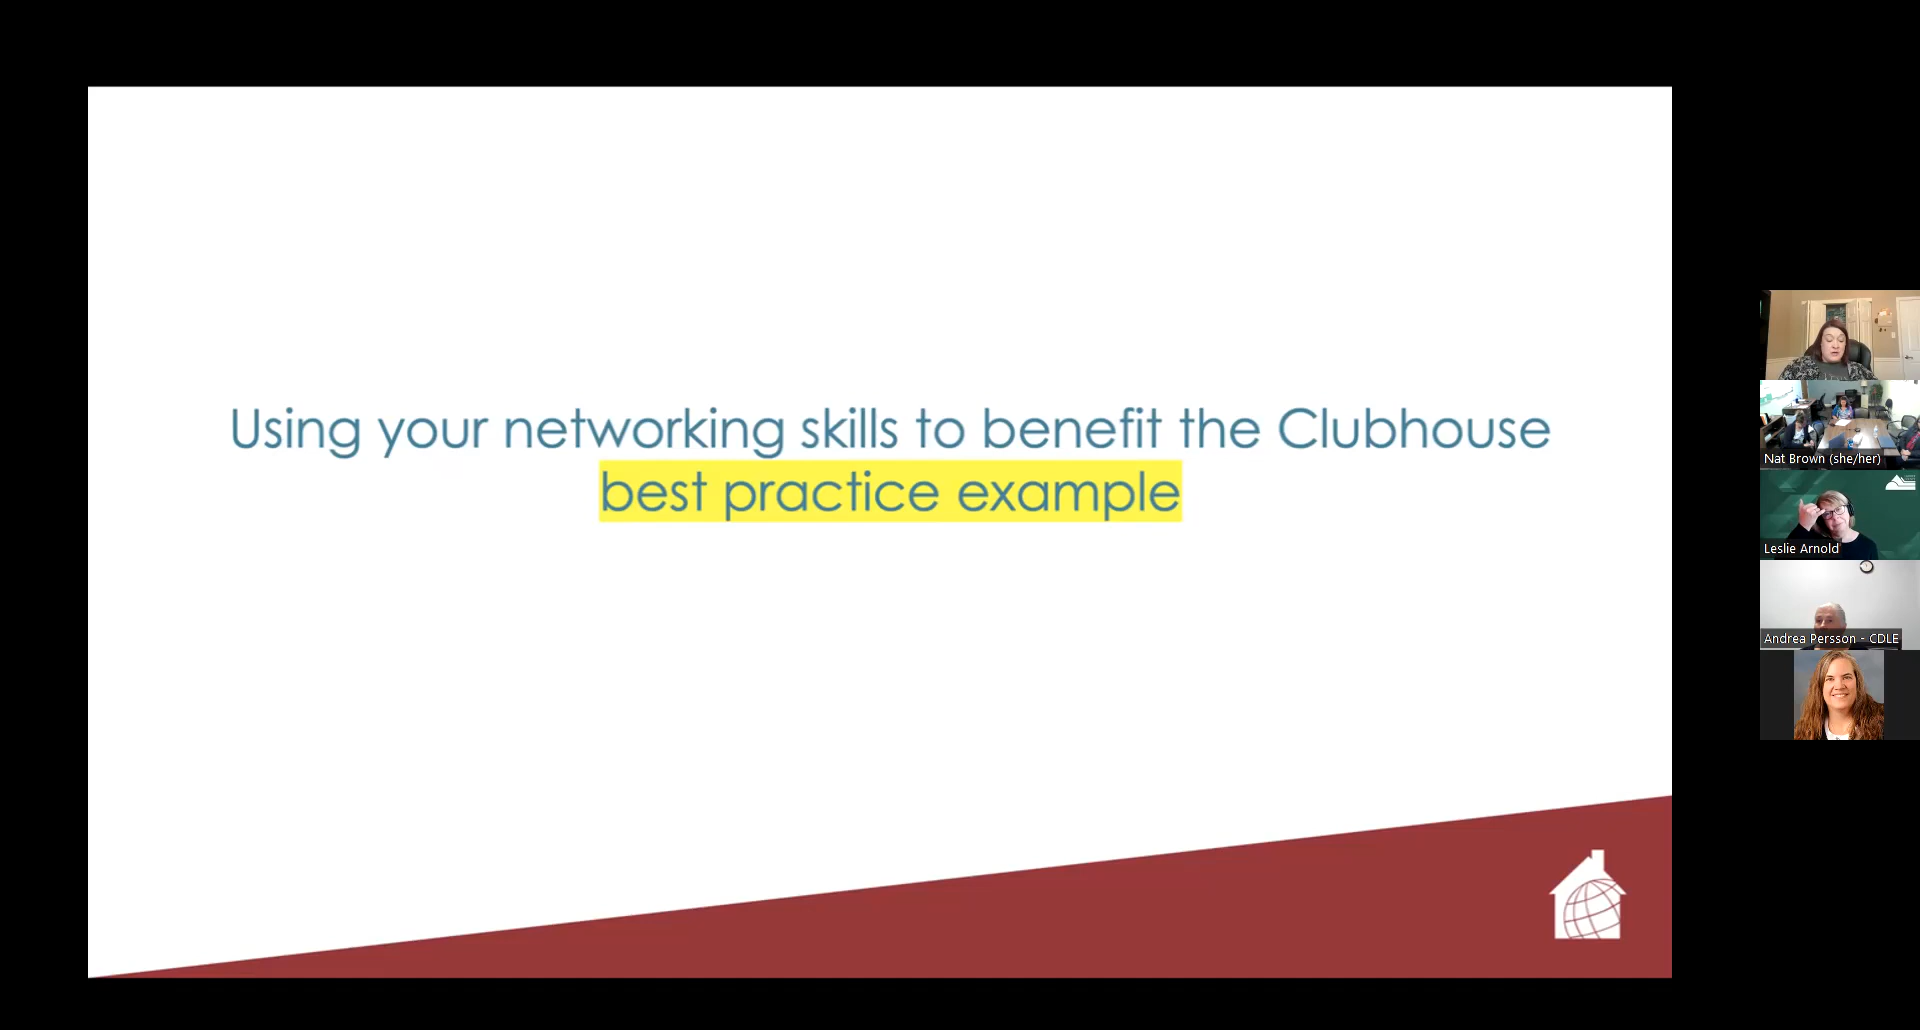 Using your networking skills to benefit the Clubhouse
best practice example
Nat Brown (she/her)
Leslie Arnold
Andrea Persson - CDLE